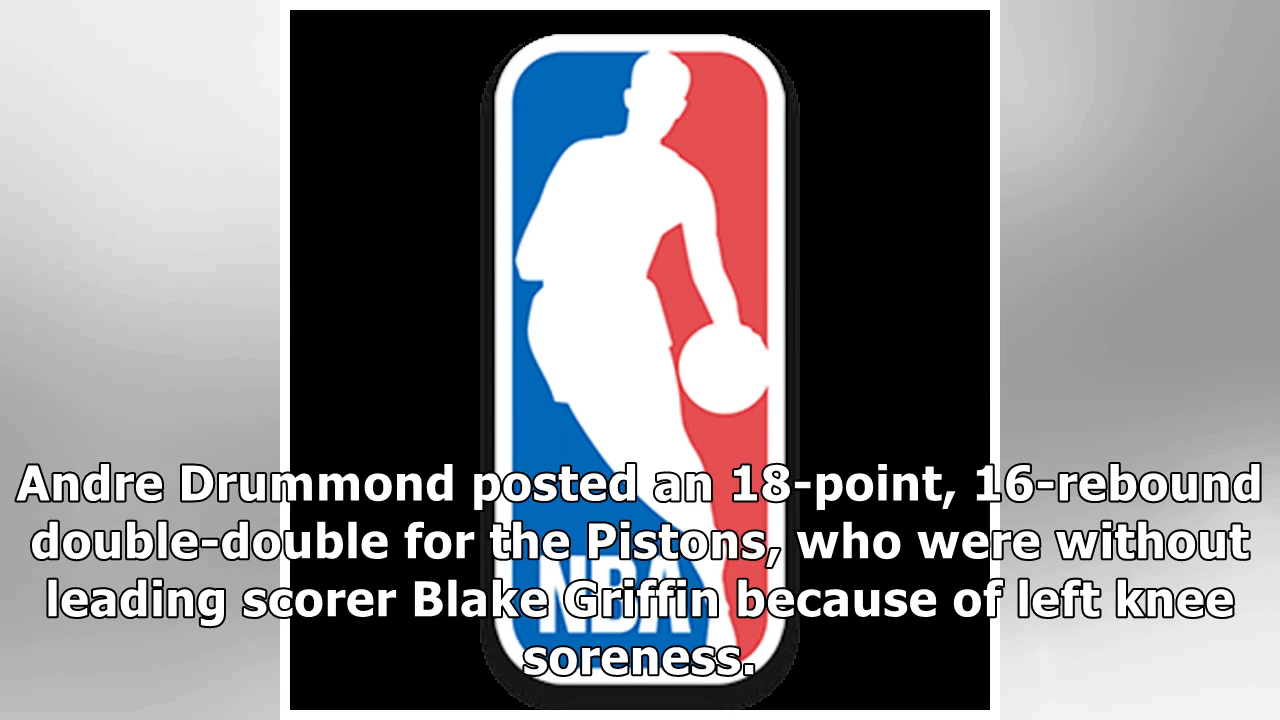 Andre Drummond posted an 18-point, 16-rebound
double-double for the Pistons, who were without
leading scorer Blake Griffin because of left knee
soreness.
NBA